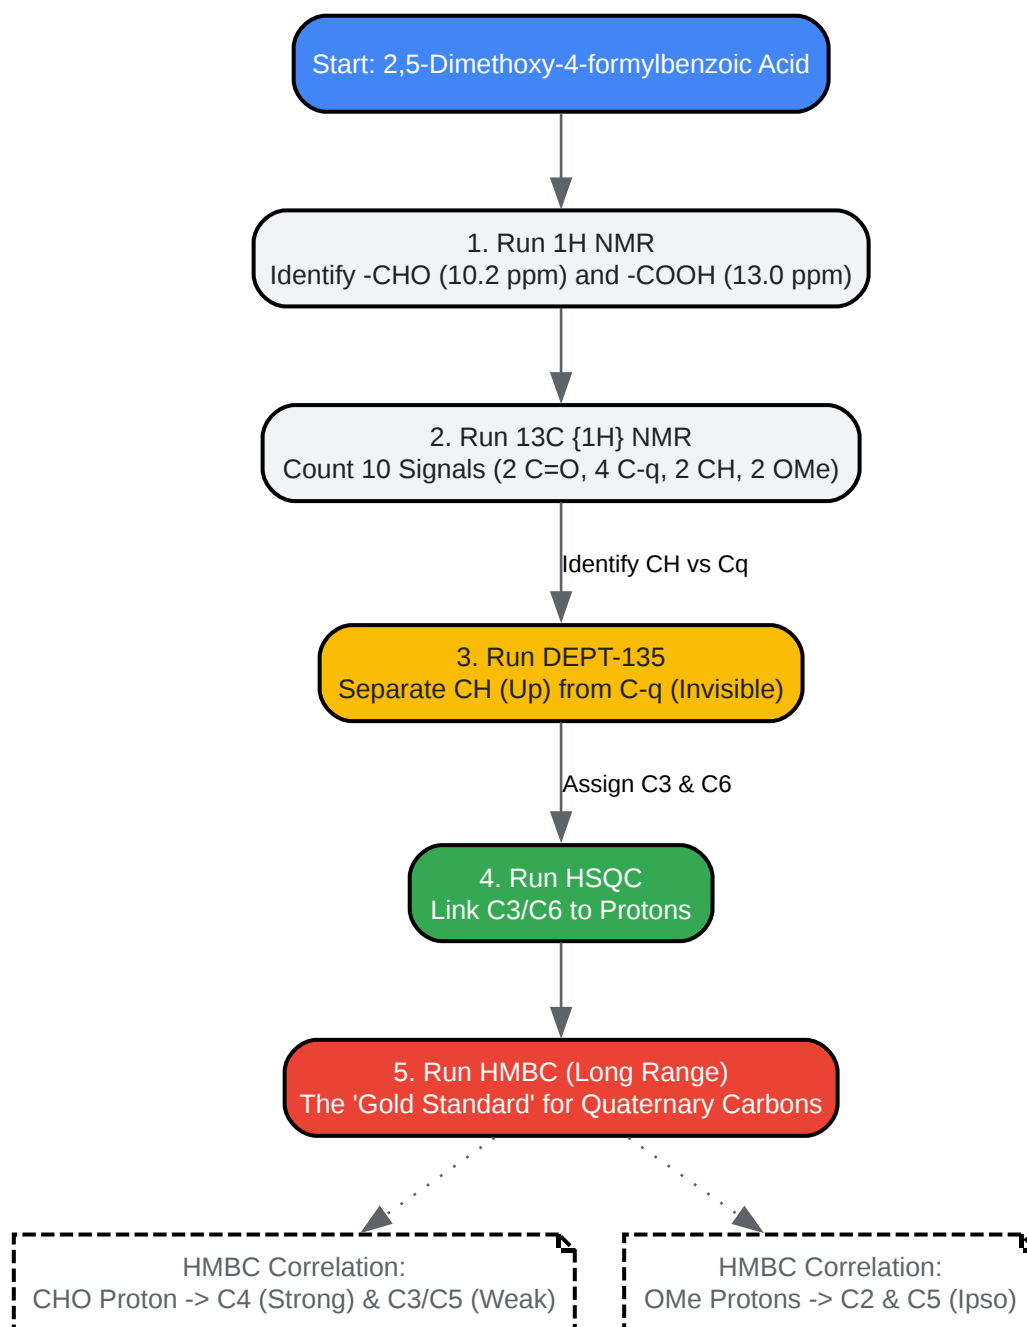 Start: 2,5-Dimethoxy-4-formylbenzoic Acid
1. Run 1H NMR
Identify -CHO (10.2 ppm) and -COOH (13.0 ppm)
2. Run 13C {1H} NMR
Count 10 Signals (2 C=O, 4 C-q, 2 CH, 2 OMe)
Identify CH vs Cq
3. Run DEPT-135
Separate CH (Up) from C-q (Invisible)
Assign C3 & C6
4. Run HSQC
Link C3/C6 to Protons
5. Run HMBC (Long Range)
The 'Gold Standard' for Quaternary Carbons
HMBC Correlation:
CHO Proton -> C4 (Strong) & C3/C5 (Weak)
HMBC Correlation:
OMe Protons -> C2 & C5 (Ipso)